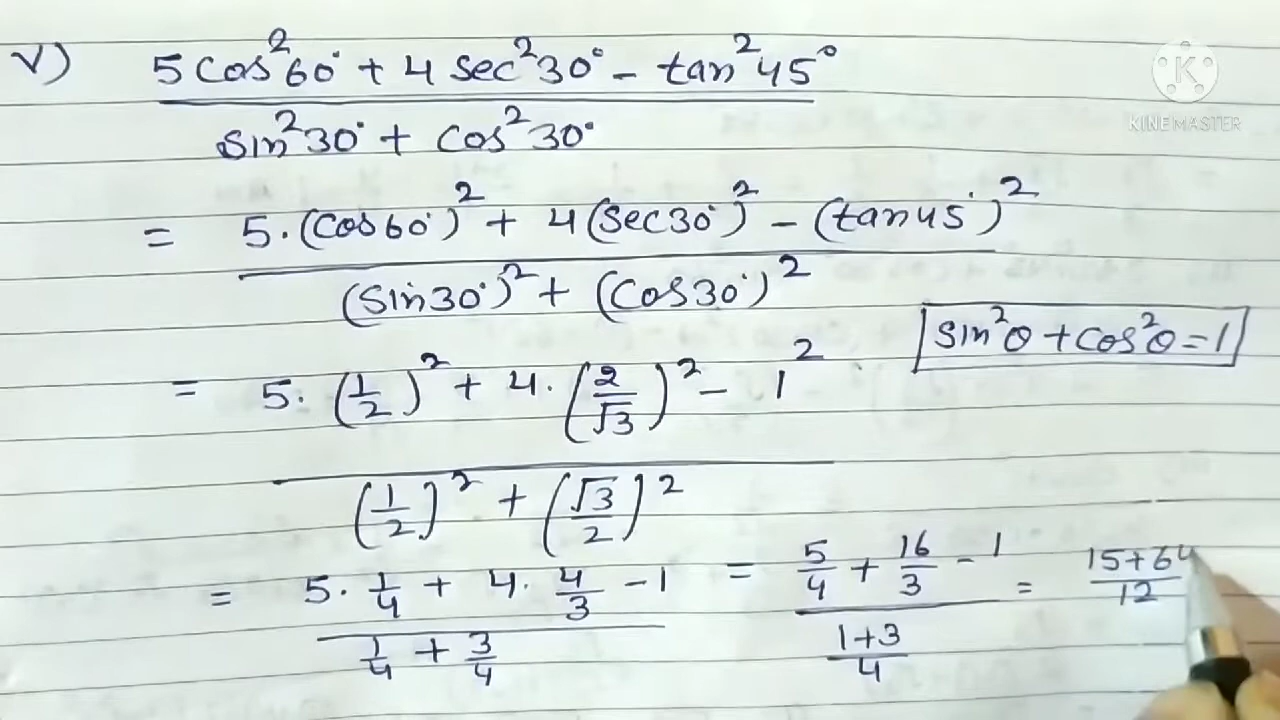 v) 5 cos²60° + 4 sec²30° - tan²45°
sin²30° + cos²30°
K
KINEMASTER
= 5.(cos60°)² + 4(sec30°)² - (tan45°)²
(sin30°)² + (cos30°)²
sin²θ + cos²θ = 1
= 5.(1/2)² + 4.(2/√3)² - 1²
(1/2)² + (√3/2)²
= 5.1/4 + 4.4/3 - 1 = 5/4 + 16/3 - 1 = 15+64
1/4 + 3/4 1+3/4 12